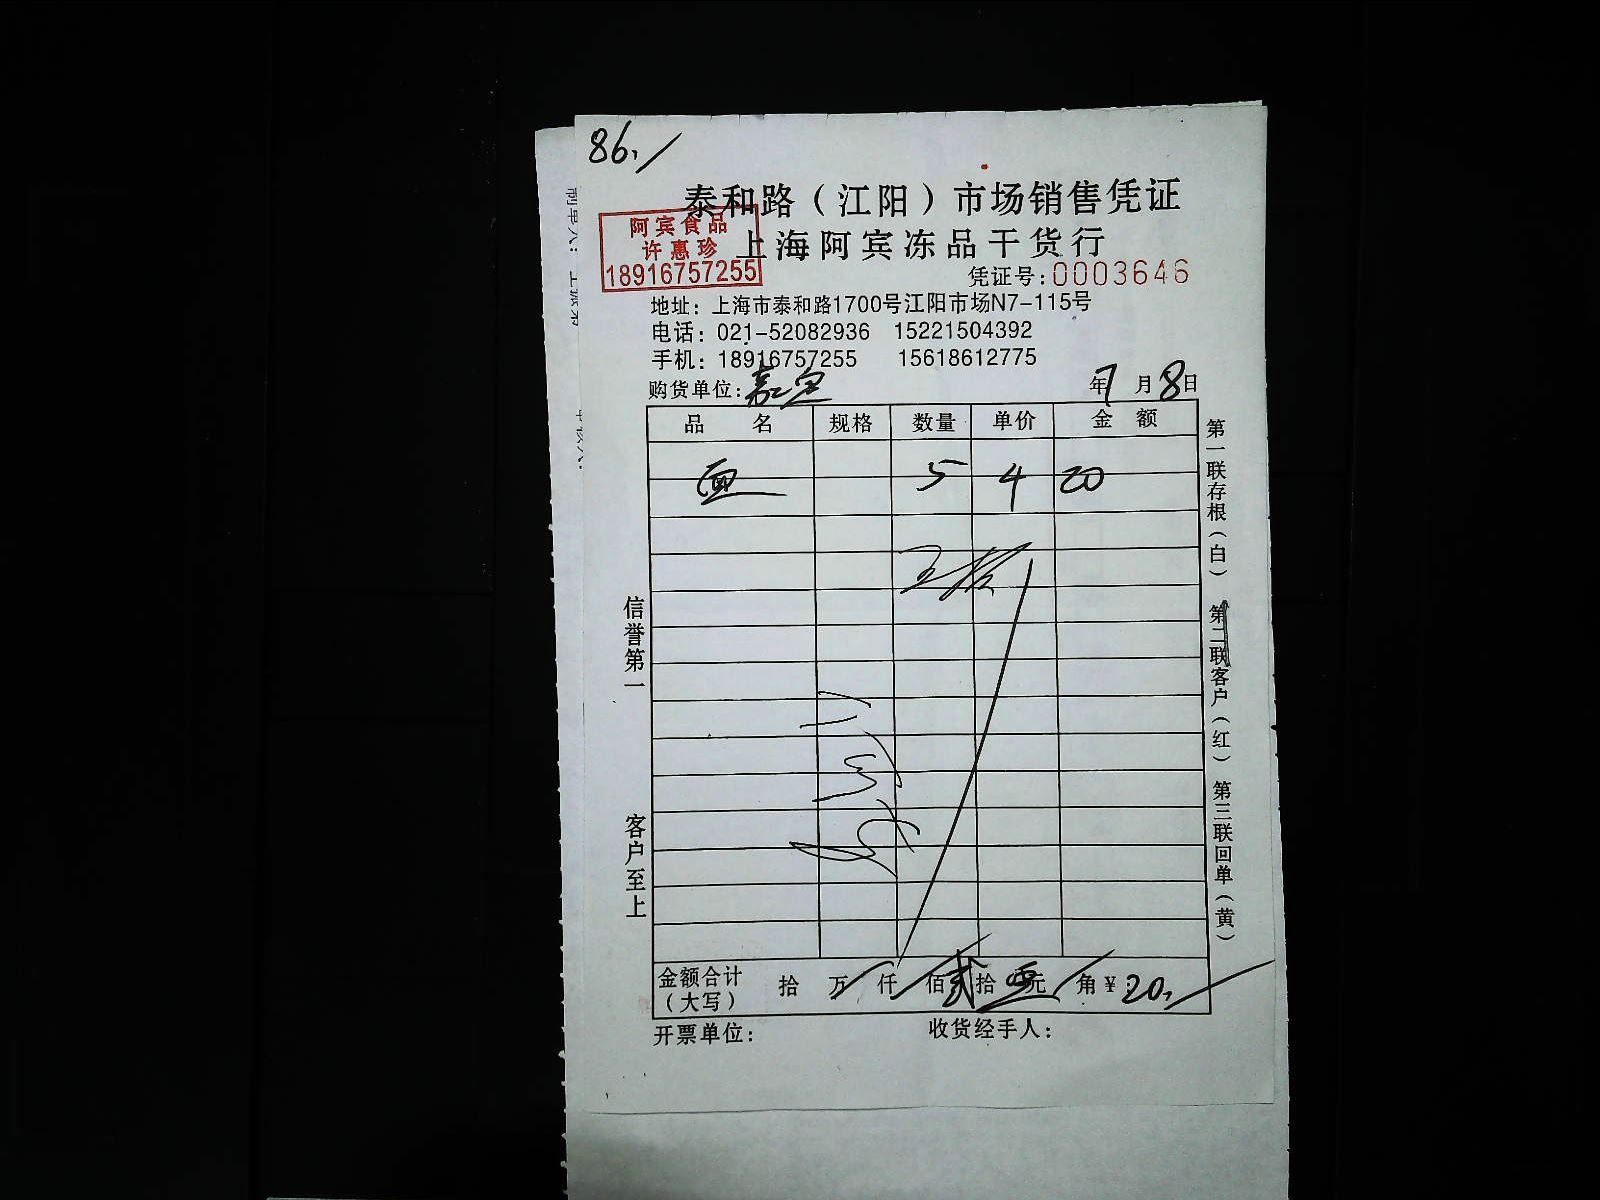 86.
泰和路（江阳）市场销售凭证
阿宾食品
许惠珍
18916757255
上海阿宾冻品干货行
凭证号:0003646
地址：上海市泰和路1700号江阳市场N7-115号
电话：021-52082936 15221504392
手机：18916757255 15618612775
购货单位: 年7月8日
品 名 规格 数量 单价 金 额
面 5 4 20
信誉第一
客户至上
第一联存根（白） 第二联客户（红） 第三联回单（黄）
金额合计 拾 万 仟 佰 贰 拾 元 角 ¥20.
（大写）
开票单位： 收货经手人：